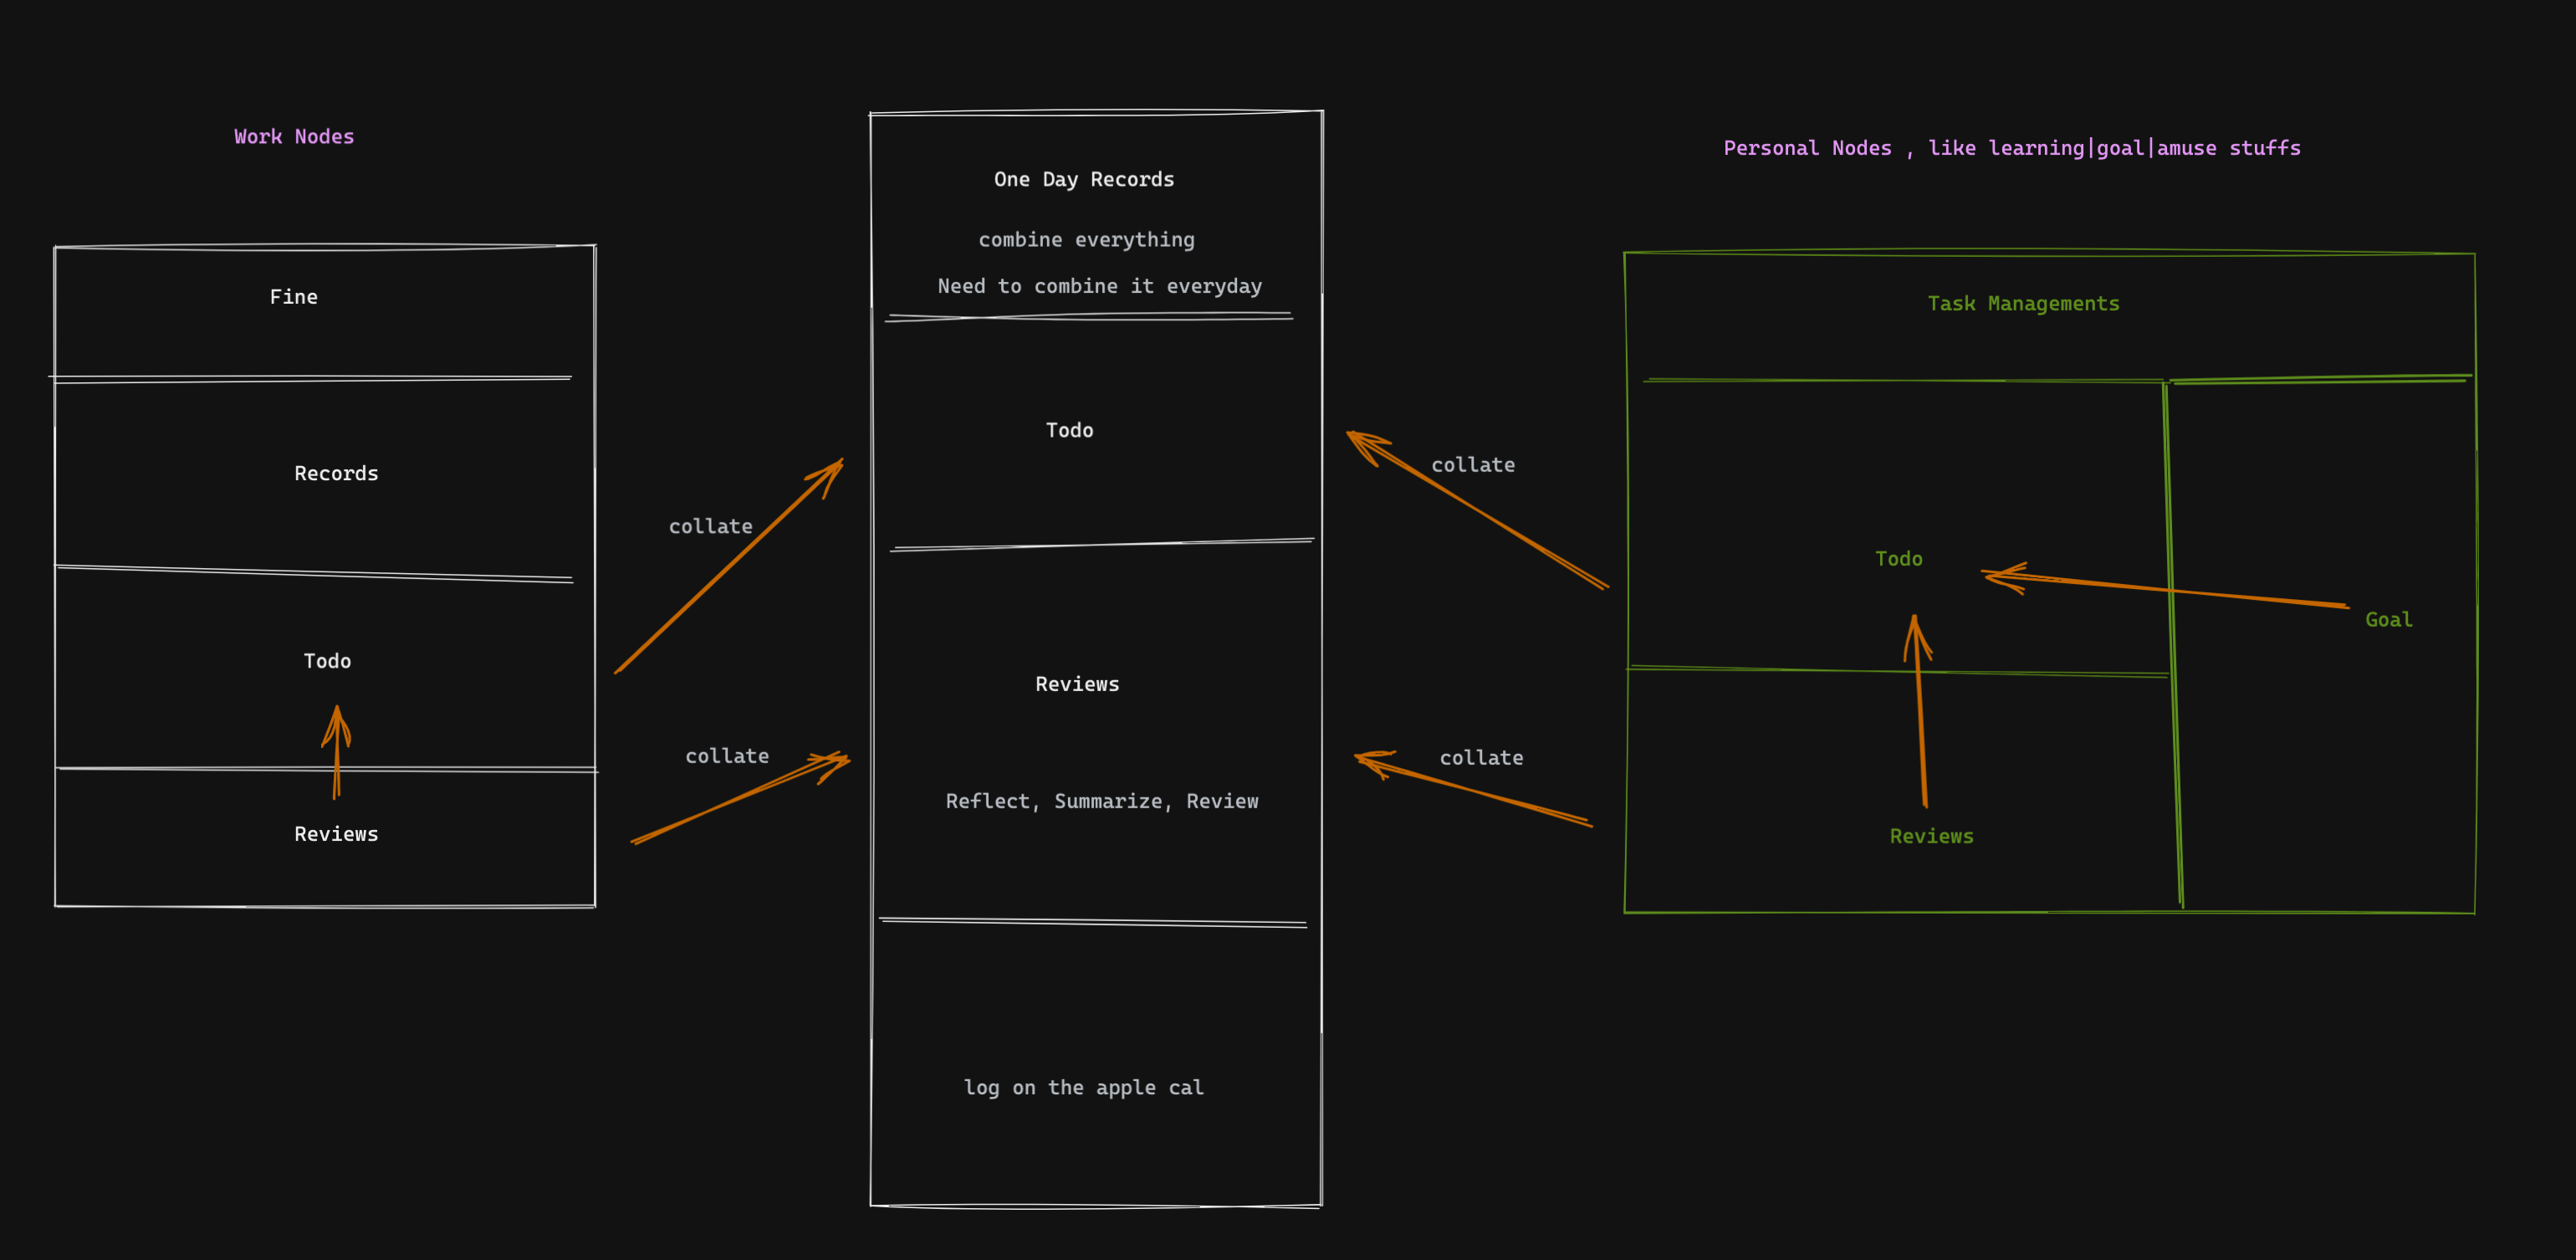 Work Nodes
Fine
Records
Todo
Reviews
collate
collate
One Day Records
combine everything
Need to combine it everyday
Todo
Reviews
Reflect, Summarize, Review
log on the apple cal
collate
collate
Personal Nodes , like learning|goal|amuse stuffs
Task Managements
Todo
Goal
Reviews